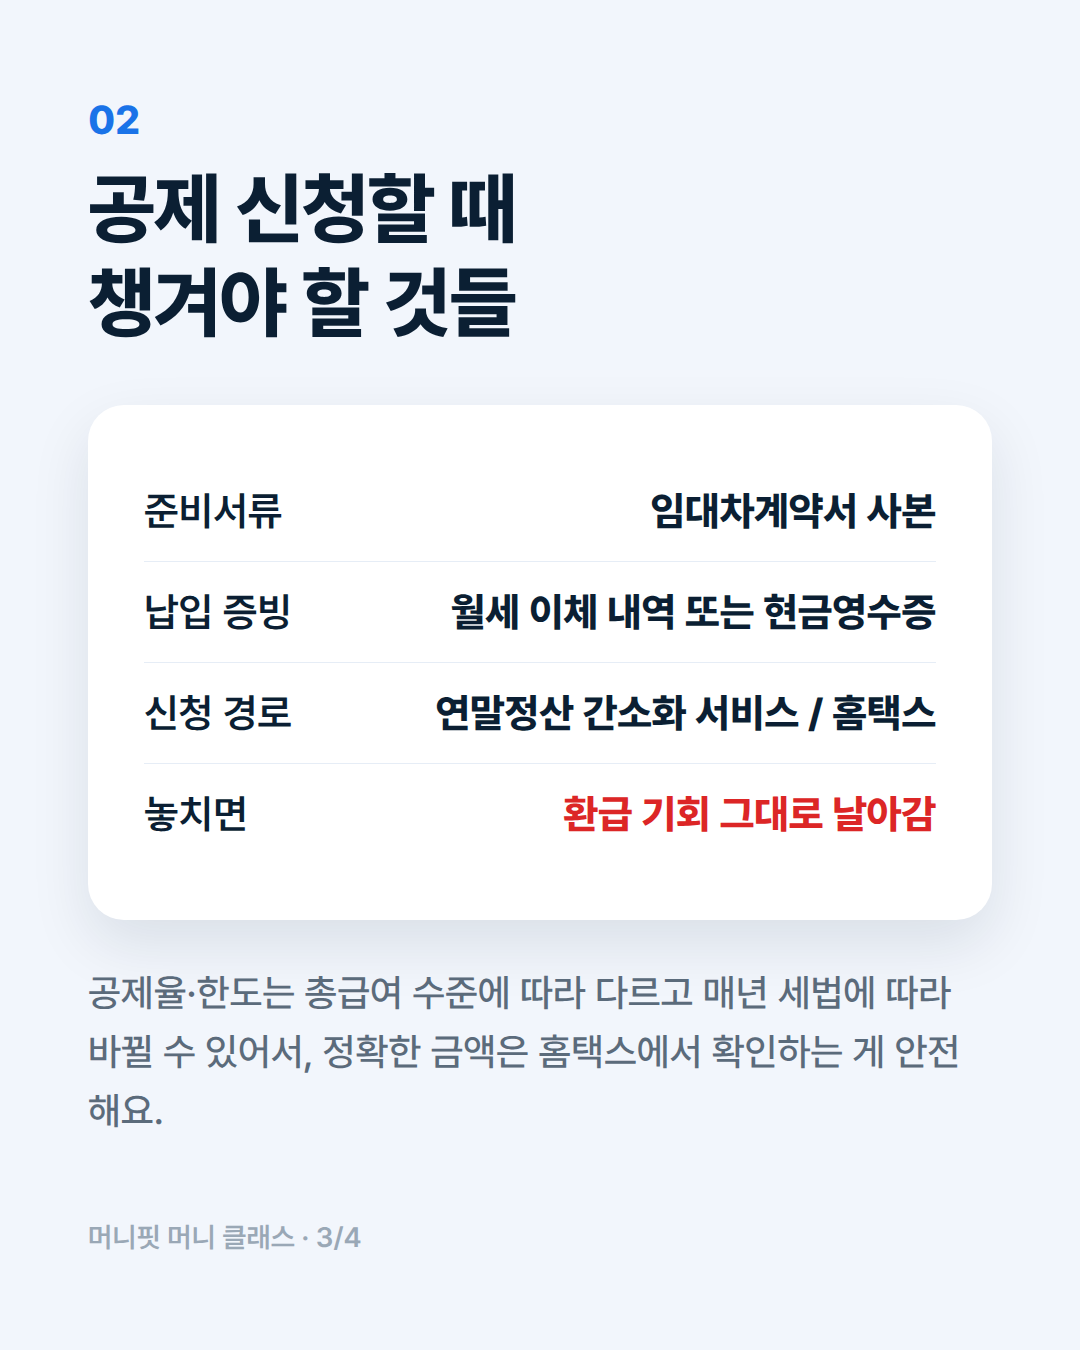 02
공제 신청할 때
챙겨야 할 것들
준비서류 임대차계약서 사본
납입 증빙 월세 이체 내역 또는 현금영수증
신청 경로 연말정산 간소화 서비스 / 홈택스
놓치면 환급 기회 그대로 날아감
공제율·한도는 총급여 수준에 따라 다르고 매년 세법에 따라
바뀔 수 있어서, 정확한 금액은 홈택스에서 확인하는 게 안전
해요.
머니핏 머니 클래스 · 3/4